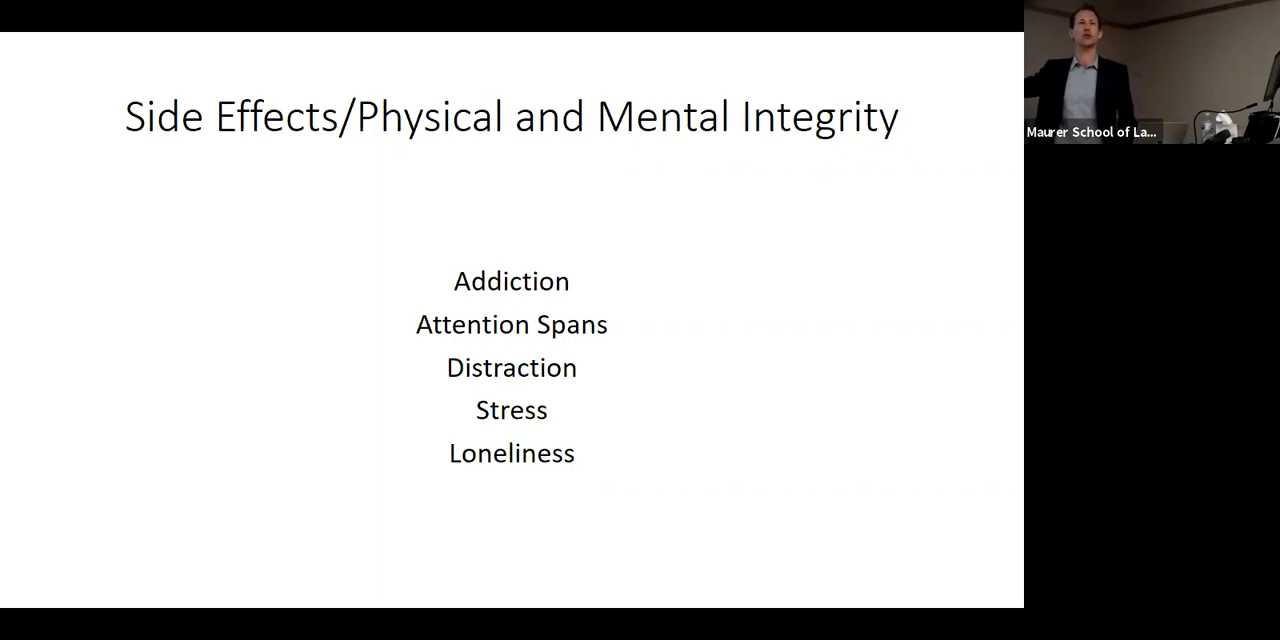 Side Effects/Physical and Mental Integrity
Addiction
Attention Spans
Distraction
Stress
Loneliness
Maurer School of La...